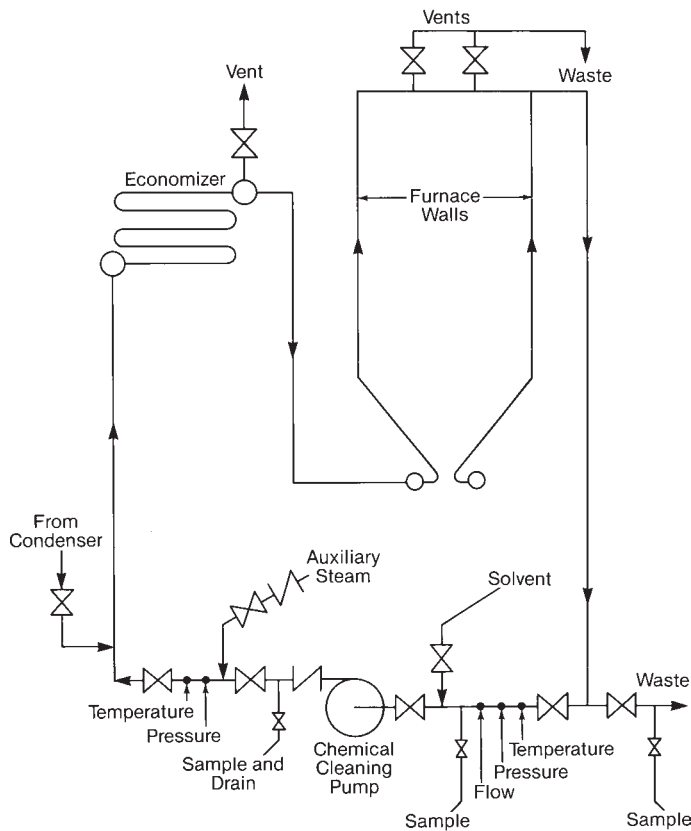 Vents
Vent
Waste
Economizer
Furnace
Walls
From
Condenser
Auxiliary
Steam
Solvent
Waste
Temperature
Pressure
Sample and
Drain
Chemical
Cleaning
Pump
Temperature
Pressure
Flow
Sample
Sample